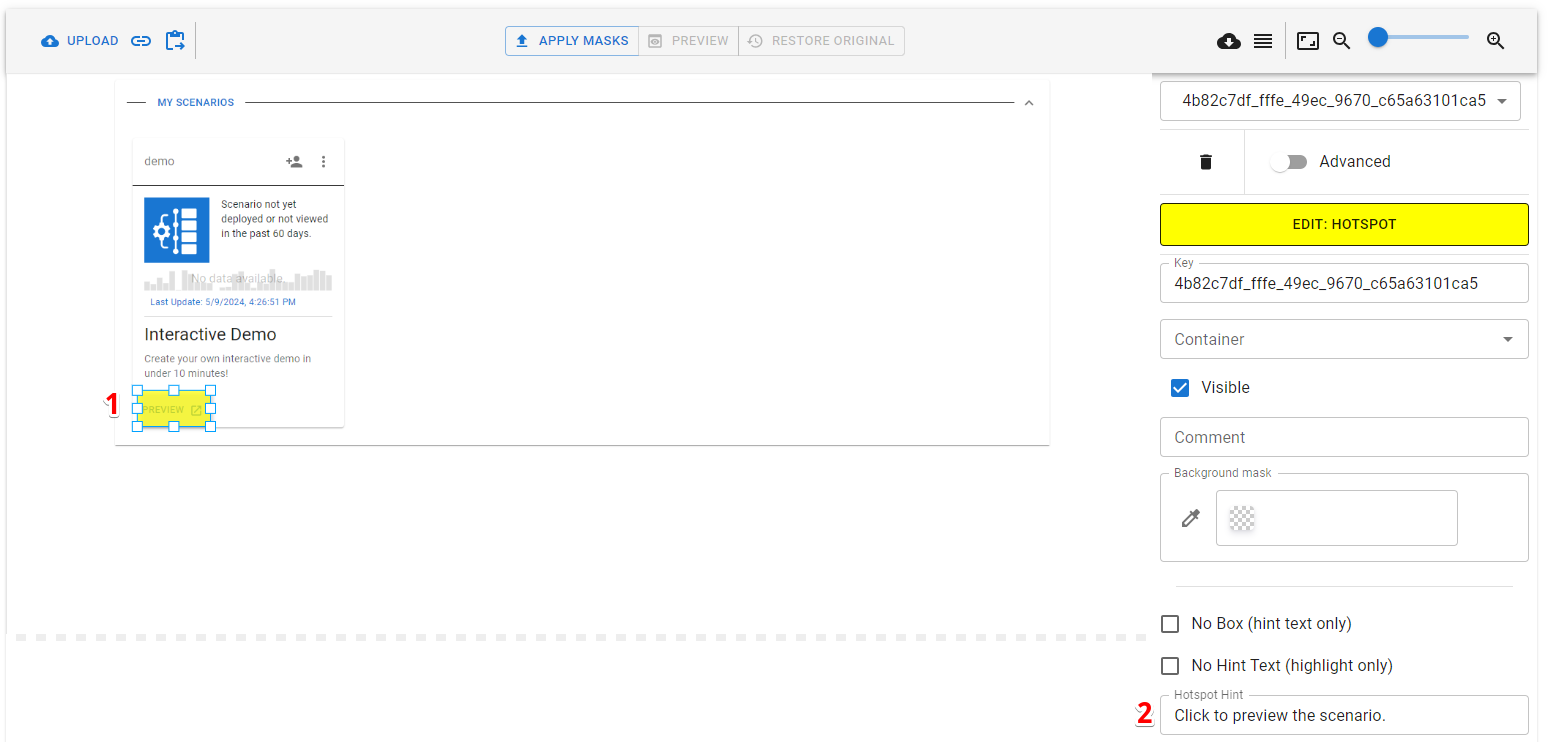 UPLOAD
APPLY MASKS
PREVIEW
RESTORE ORIGINAL
MY SCENARIOS
demo
Scenario not yet
deployed or not viewed
in the past 60 days.
No data available.
Last Update: 5/9/2024, 4:26:51 PM
Interactive Demo
Create your own interactive demo in
under 10 minutes!
1
PREVIEW
4b82c7df_fffe_49ec_9670_c65a63101ca5
Advanced
EDIT: HOTSPOT
Key
4b82c7df_fffe_49ec_9670_c65a63101ca5
Container
Visible
Comment
Background mask
No Box (hint text only)
No Hint Text (highlight only)
Hotspot Hint
2
Click to preview the scenario.